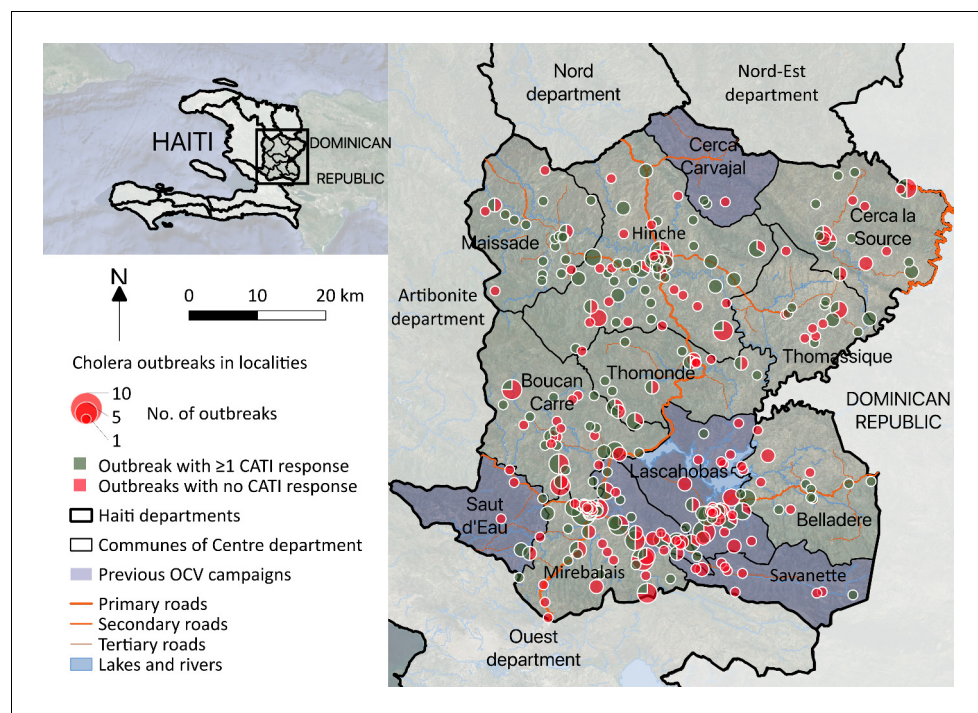 HAITI
DOMINICAN
REPUBLIC
N
0 10 20 km
Cholera outbreaks in localities
10
5
1
No. of outbreaks
Outbreak with ≥1 CATI response
Outbreaks with no CATI response
Haiti departments
Communes of Centre department
Previous OCV campaigns
Primary roads
Secondary roads
Tertiary roads
Lakes and rivers
Nord
department
Nord-Est
department
Cerca
Carvajal
Cerca la
Source
Maissade
Hinche
Artibonite
department
Thomassique
Thomonde
Boucan
Carre
DOMINICAN
REPUBLIC
Lascahobas
Saut
d'Eau
Belladere
Mirebalais
Savanette
Ouest
department